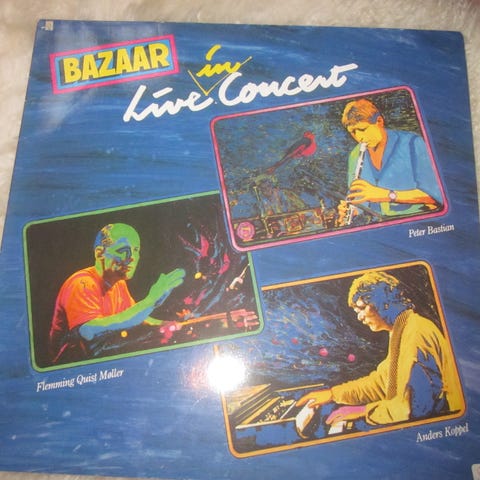 BAZAAR
in
Live Concert
Peter Bastian
Flemming Quist Møller
Anders Koppel